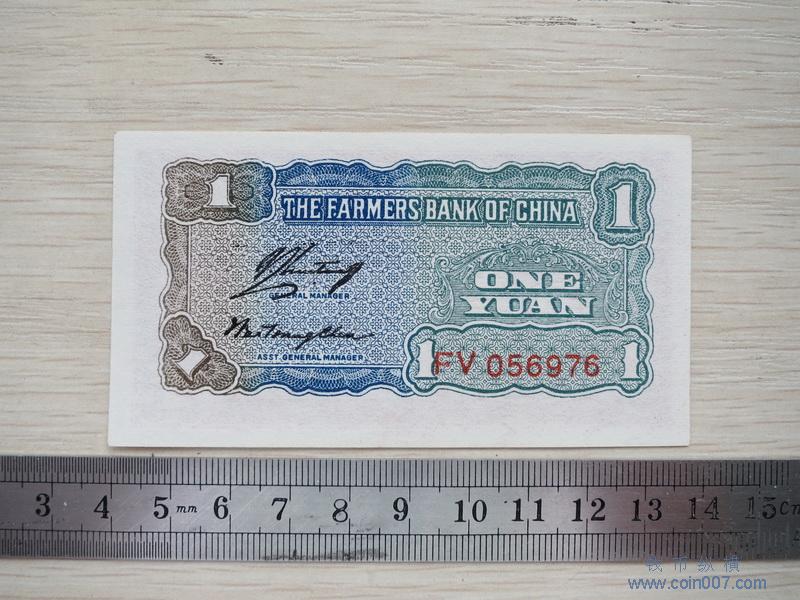 1
1
THE FARMERS BANK OF CHINA
GENERAL MANAGER
ONE
YUAN
ASST GENERAL MANAGER
1
1 FV 056976 1
3 4 5 mm 6 7 8 9 10 11 12 13 14 15 Cm
钱币纵横
www.coin007.com